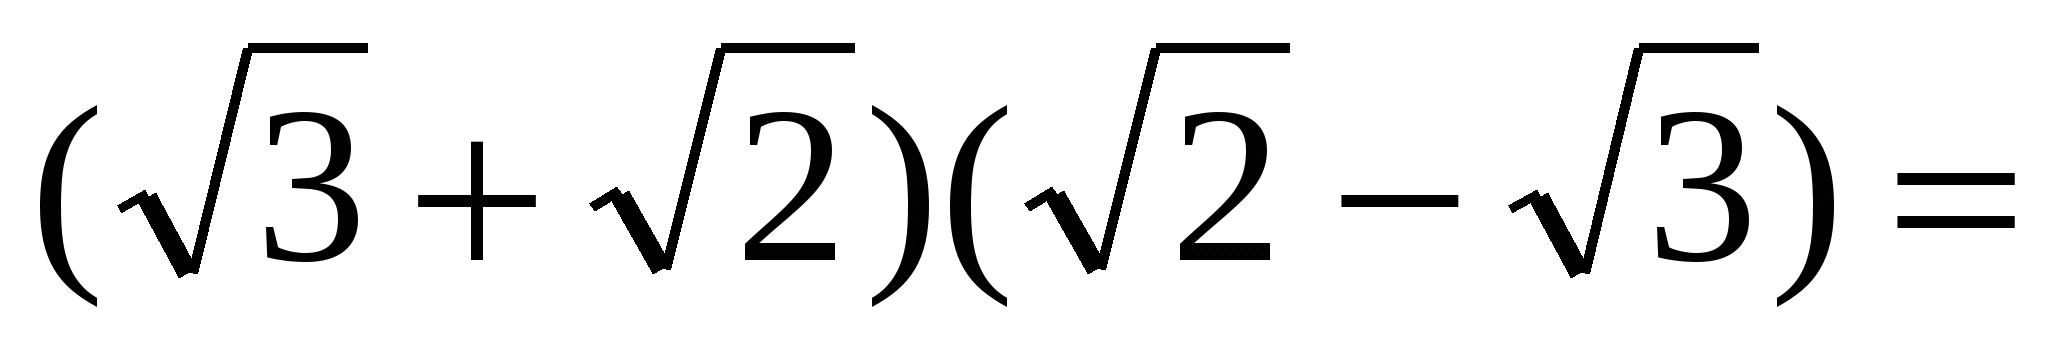 (√3 + √2)(√2 − √3) =